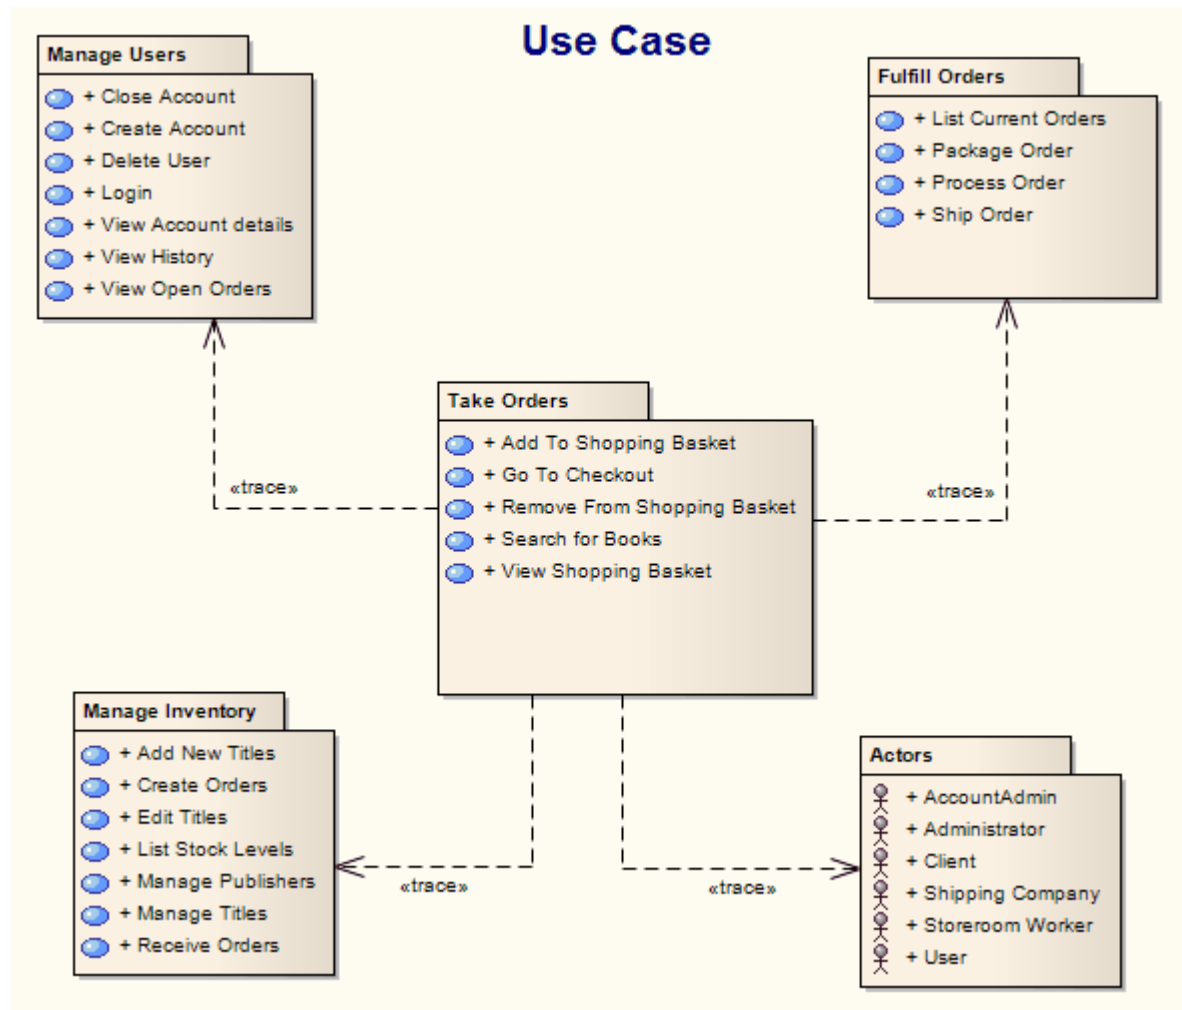 Use Case
Manage Users
+ Close Account
+ Create Account
+ Delete User
+ Login
+ View Account details
+ View History
+ View Open Orders
Fulfill Orders
+ List Current Orders
+ Package Order
+ Process Order
+ Ship Order
«trace»
«trace»
Take Orders
+ Add To Shopping Basket
+ Go To Checkout
+ Remove From Shopping Basket
+ Search for Books
+ View Shopping Basket
Manage Inventory
+ Add New Titles
+ Create Orders
+ Edit Titles
+ List Stock Levels
+ Manage Publishers
+ Manage Titles
+ Receive Orders
«trace»
«trace»
Actors
+ AccountAdmin
+ Administrator
+ Client
+ Shipping Company
+ Storeroom Worker
+ User